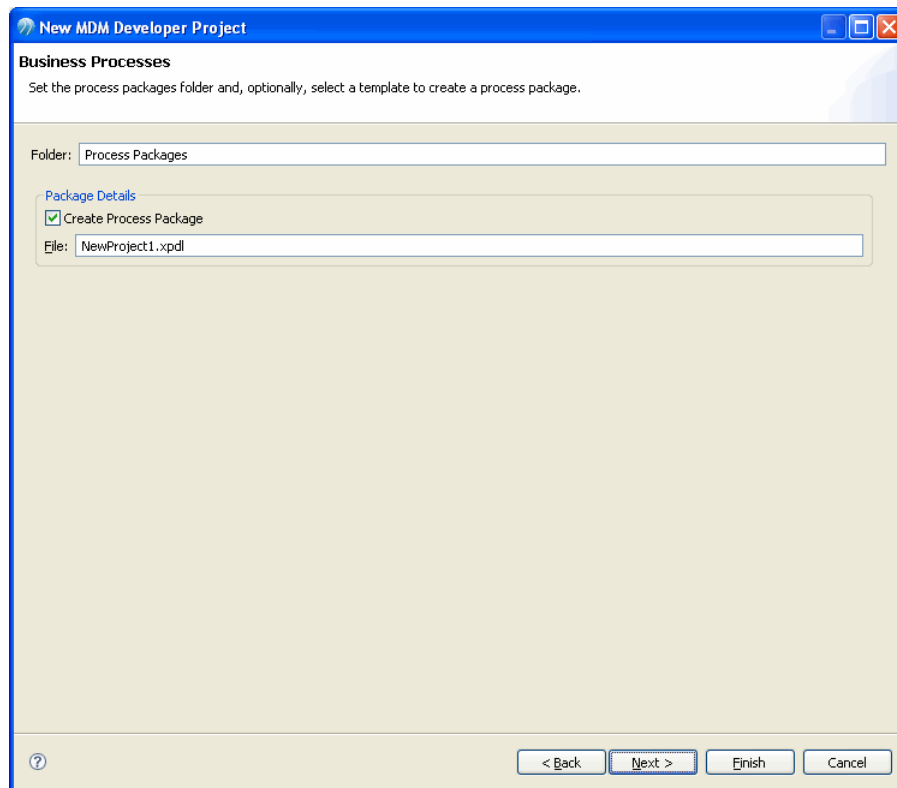 New MDM Developer Project
Business Processes
Set the process packages folder and, optionally, select a template to create a process package.
Folder: Process Packages
Package Details
Create Process Package
File: NewProject1.xpdl
? < Back Next > Finish Cancel